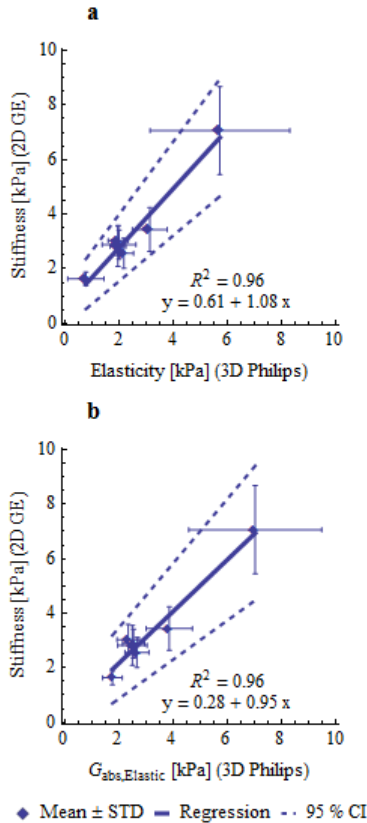 a
Stiffness [kPa] (2D GE)
10
8
6
4
2
0
R² = 0.96
y = 0.61 + 1.08 x
0 2 4 6 8 10
Elasticity [kPa] (3D Philips)
b
Stiffness [kPa] (2D GE)
10
8
6
4
2
0
R² = 0.96
y = 0.28 + 0.95 x
0 2 4 6 8 10
Gabs,Elastic [kPa] (3D Philips)
Mean ± STD Regression 95 % CI